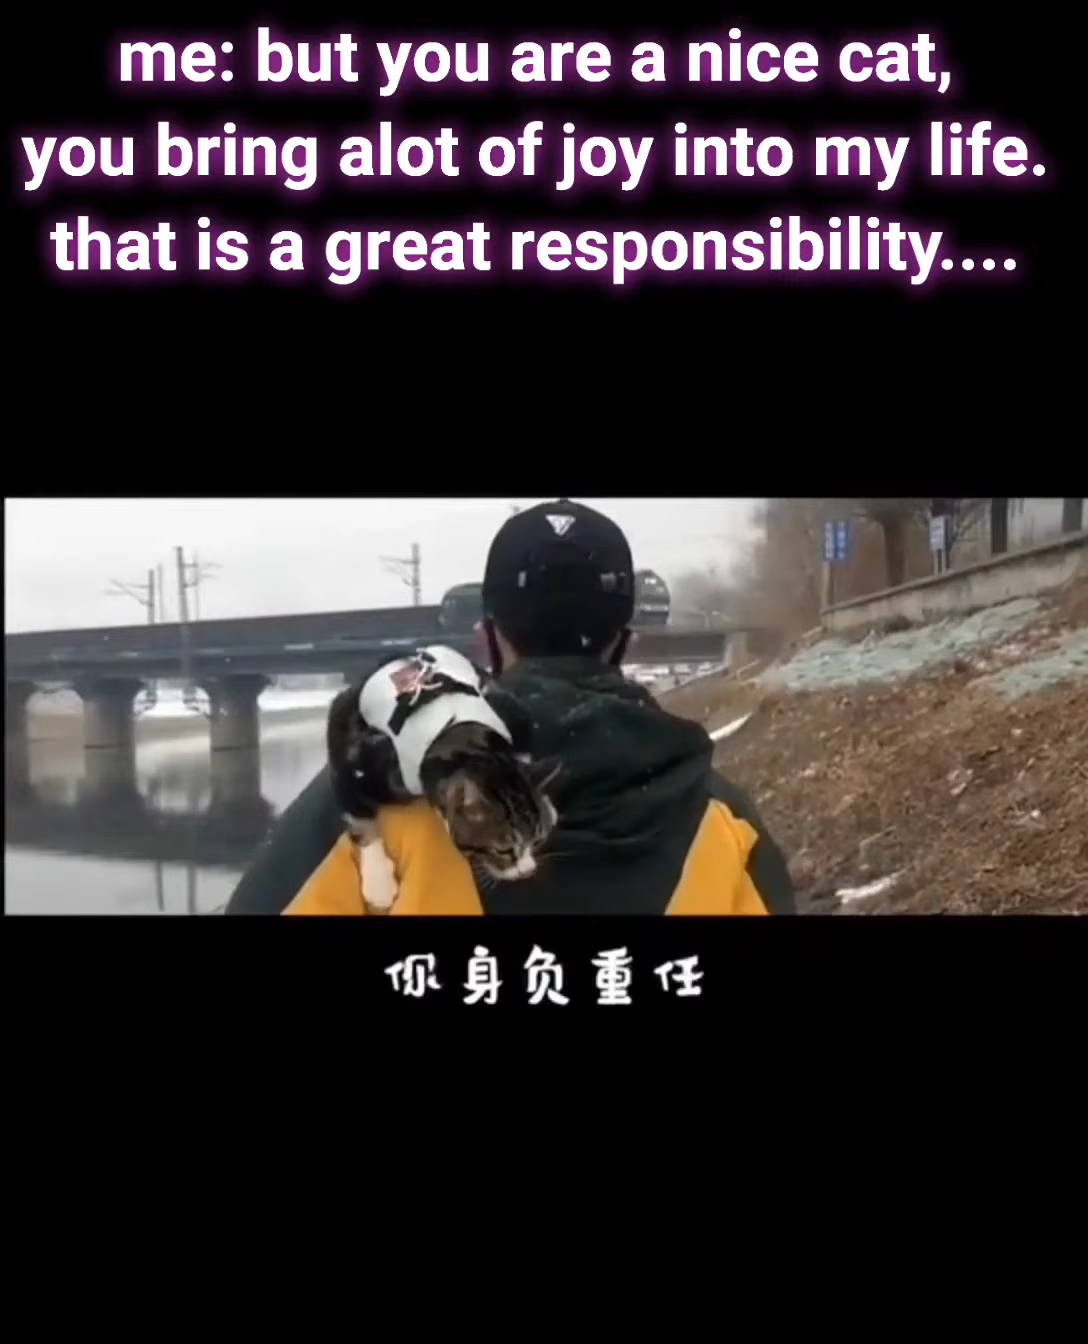 me: but you are a nice cat,
you bring alot of joy into my life.
that is a great responsibility....
你身负重任